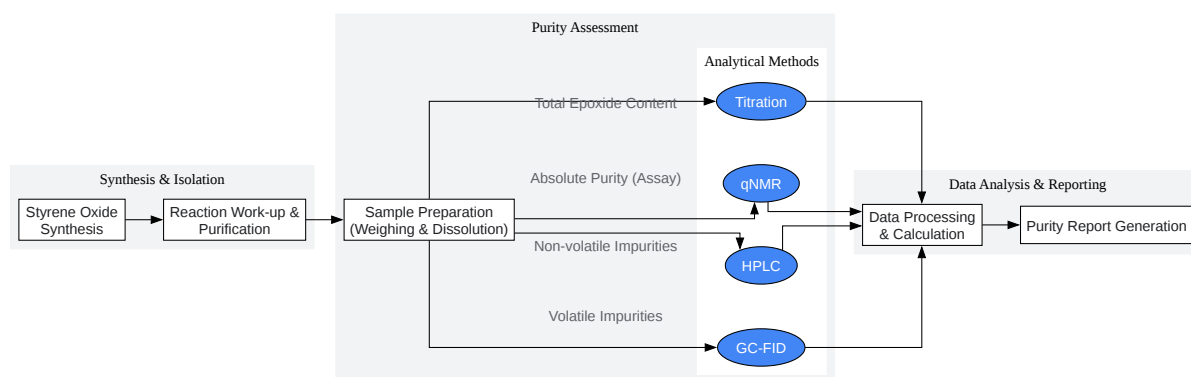 Purity Assessment
Analytical Methods
Total Epoxide Content
Titration
Synthesis & Isolation
Styrene Oxide
Synthesis
Reaction Work-up &
Purification
Absolute Purity (Assay)
qNMR
Sample Preparation
(Weighing & Dissolution)
Non-volatile Impurities
HPLC
Volatile Impurities
GC-FID
Data Analysis & Reporting
Data Processing
& Calculation
Purity Report Generation